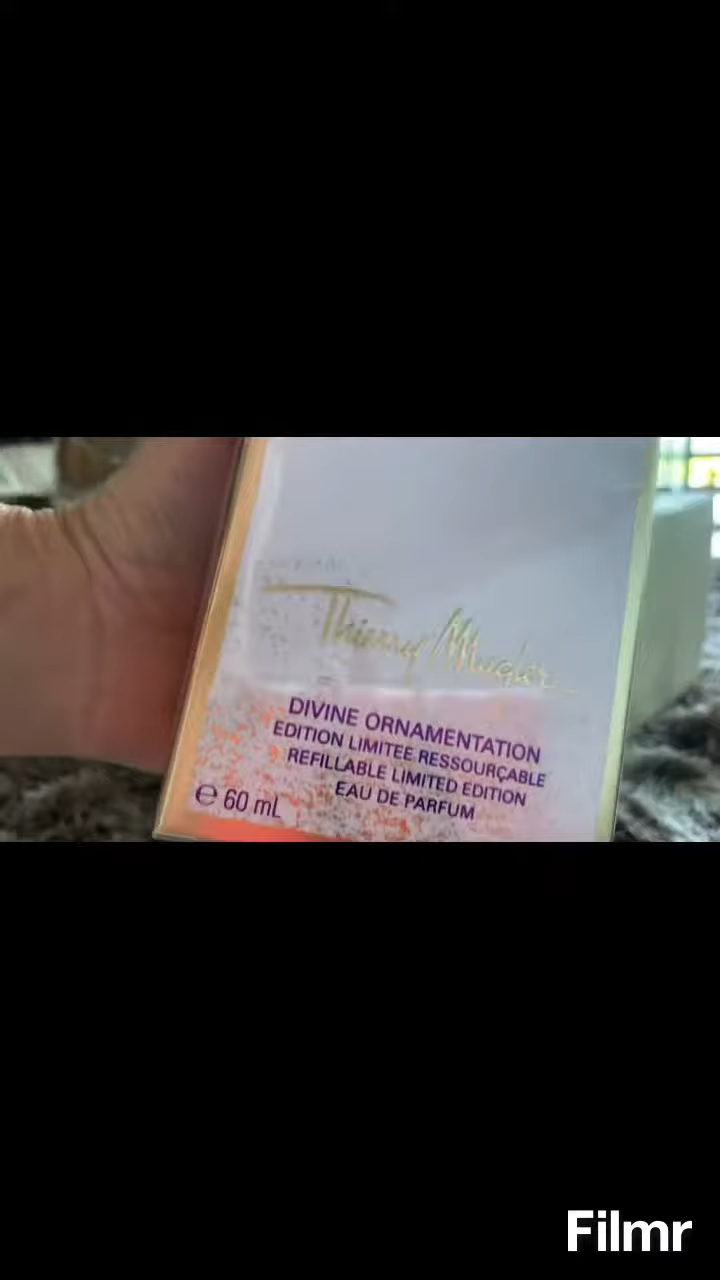 Thierry Mugler
DIVINE ORNAMENTATION
EDITION LIMITEE RESSOURÇABLE
REFILLABLE LIMITED EDITION
EAU DE PARFUM
℮ 60 mL
Filmr